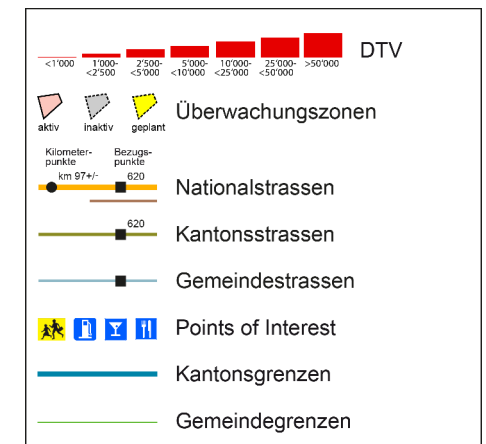 DTV
<1'000 1'000- 2'500- 5'000- 10'000- 25'000- >50'000
<2'500 <5'000 <10'000 <25'000 <50'000
Überwachungszonen
aktiv inaktiv geplant
Kilometer- Bezugs-
punkte punkte
km 97+/- 620
Nationalstrassen
620
Kantonsstrassen
Gemeindestrassen
Points of Interest
Kantonsgrenzen
Gemeindegrenzen